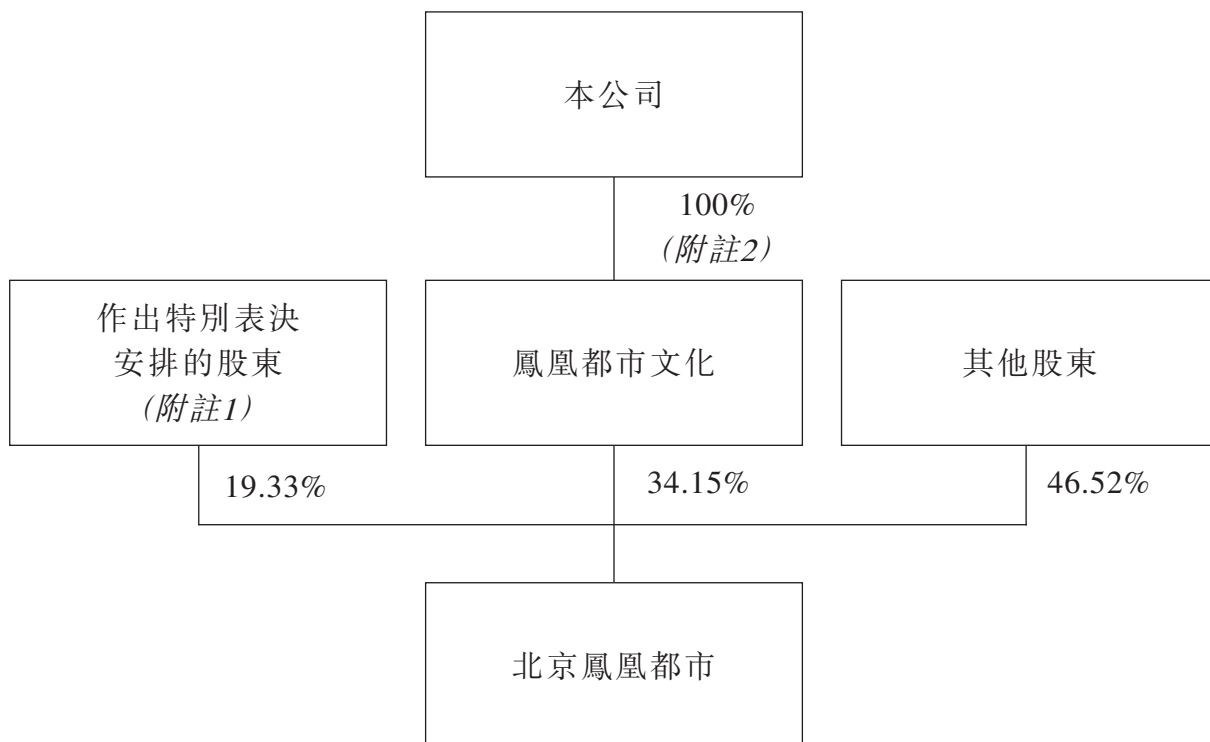 本公司
100%
(附註2)
作出特別表決
安排的股東
(附註1)
鳳凰都市文化
其他股東
19.33%
34.15%
46.52%
北京鳳凰都市